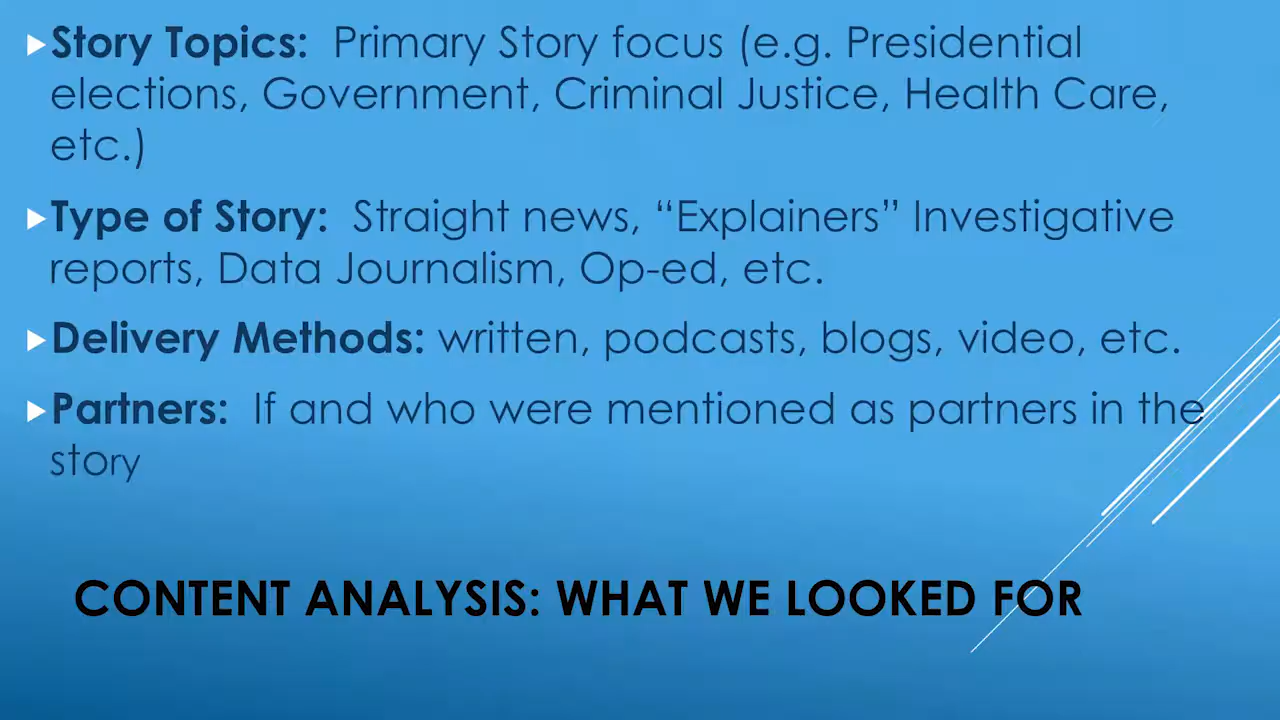 Story Topics: Primary Story focus (e.g. Presidential
elections, Government, Criminal Justice, Health Care,
etc.)
Type of Story: Straight news, “Explainers” Investigative
reports, Data Journalism, Op-ed, etc.
Delivery Methods: written, podcasts, blogs, video, etc.
Partners: If and who were mentioned as partners in the
story
CONTENT ANALYSIS: WHAT WE LOOKED FOR